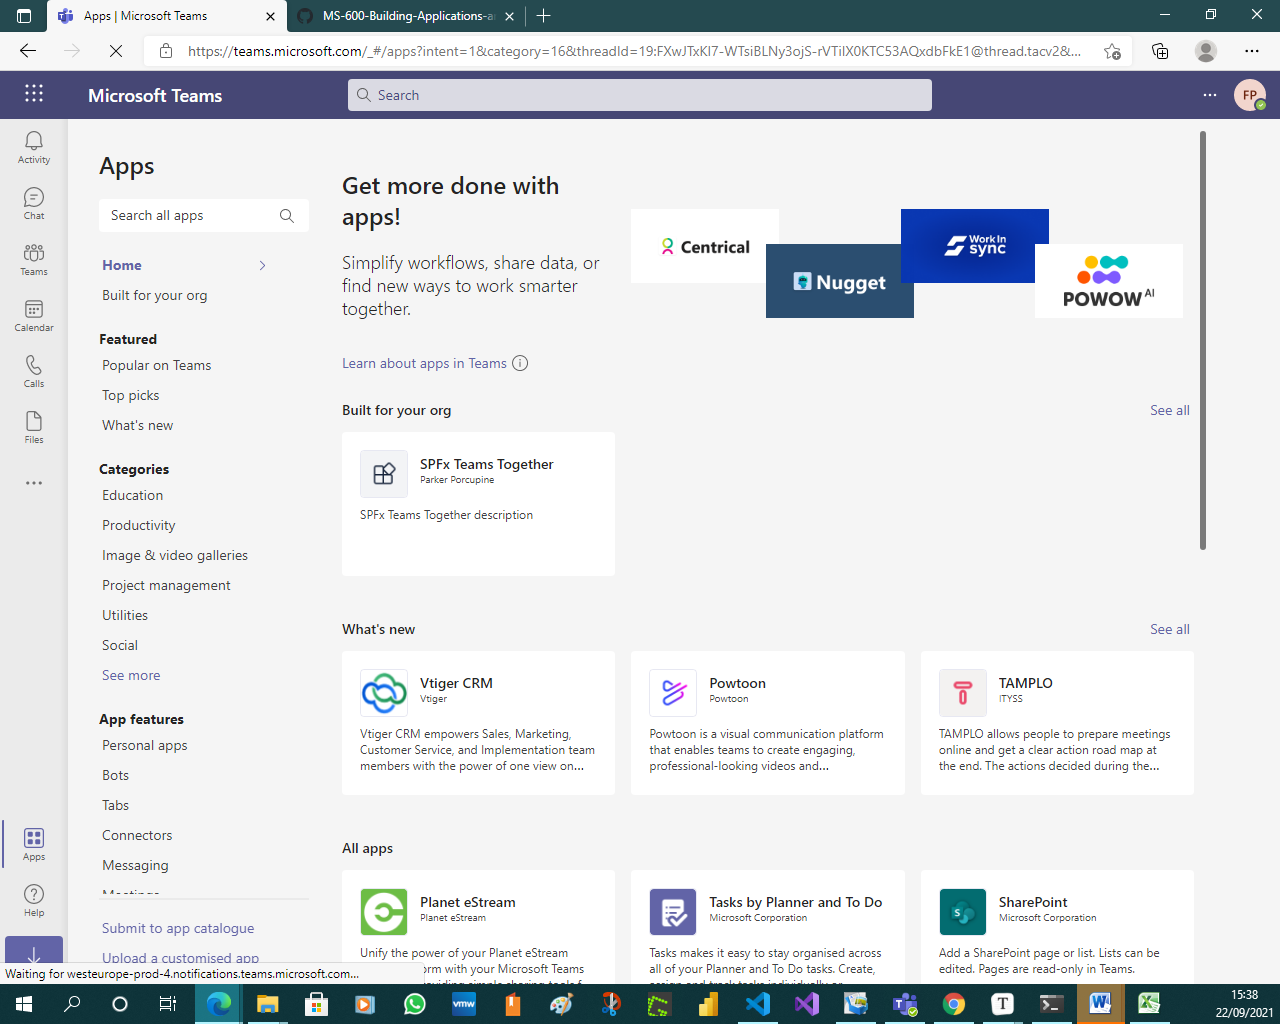 Apps | Microsoft Teams
MS-600-Building-Applications-a
https://teams.microsoft.com/_#/apps?intent=1&category=16&threadId=19:FXwJTxKI7-WTsiBLNy3ojS-rVTiIX0KTC53AQxdbFkE1@thread.tacv2&...
Microsoft Teams
Search
FP
Activity
Chat
Teams
Calendar
Calls
Files
Apps
Help
Apps
Search all apps
Home
Built for your org
Featured
Popular on Teams
Top picks
What's new
Categories
Education
Productivity
Image & video galleries
Project management
Utilities
Social
See more
App features
Personal apps
Bots
Tabs
Connectors
Messaging
Meetings
Submit to app catalogue
Upload a customised app
Get more done with
apps!
Simplify workflows, share data, or
find new ways to work smarter
together.
Learn about apps in Teams
Centrical
Nugget
Work In
sync
POWOW AI
Built for your org
See all
SPFx Teams Together
Parker Porcupine
SPFx Teams Together description
What's new
See all
Vtiger CRM
Vtiger
Vtiger CRM empowers Sales, Marketing,
Customer Service, and Implementation team
members with the power of one view on...
Powtoon
Powtoon
Powtoon is a visual communication platform
that enables teams to create engaging,
professional-looking videos and...
TAMPLO
ITYSS
TAMPLO allows people to prepare meetings
online and get a clear action road map at
the end. The actions decided during the...
All apps
Planet eStream
Planet eStream
Unify the power of your Planet eStream
orm with your Microsoft Teams
Tasks by Planner and To Do
Microsoft Corporation
Tasks makes it easy to stay organised across
all of your Planner and To Do tasks. Create,
SharePoint
Microsoft Corporation
Add a SharePoint page or list. Lists can be
edited. Pages are read-only in Teams.
Waiting for westeurope-prod-4.notifications.teams.microsoft.com...
vmw
15:38
22/09/2021